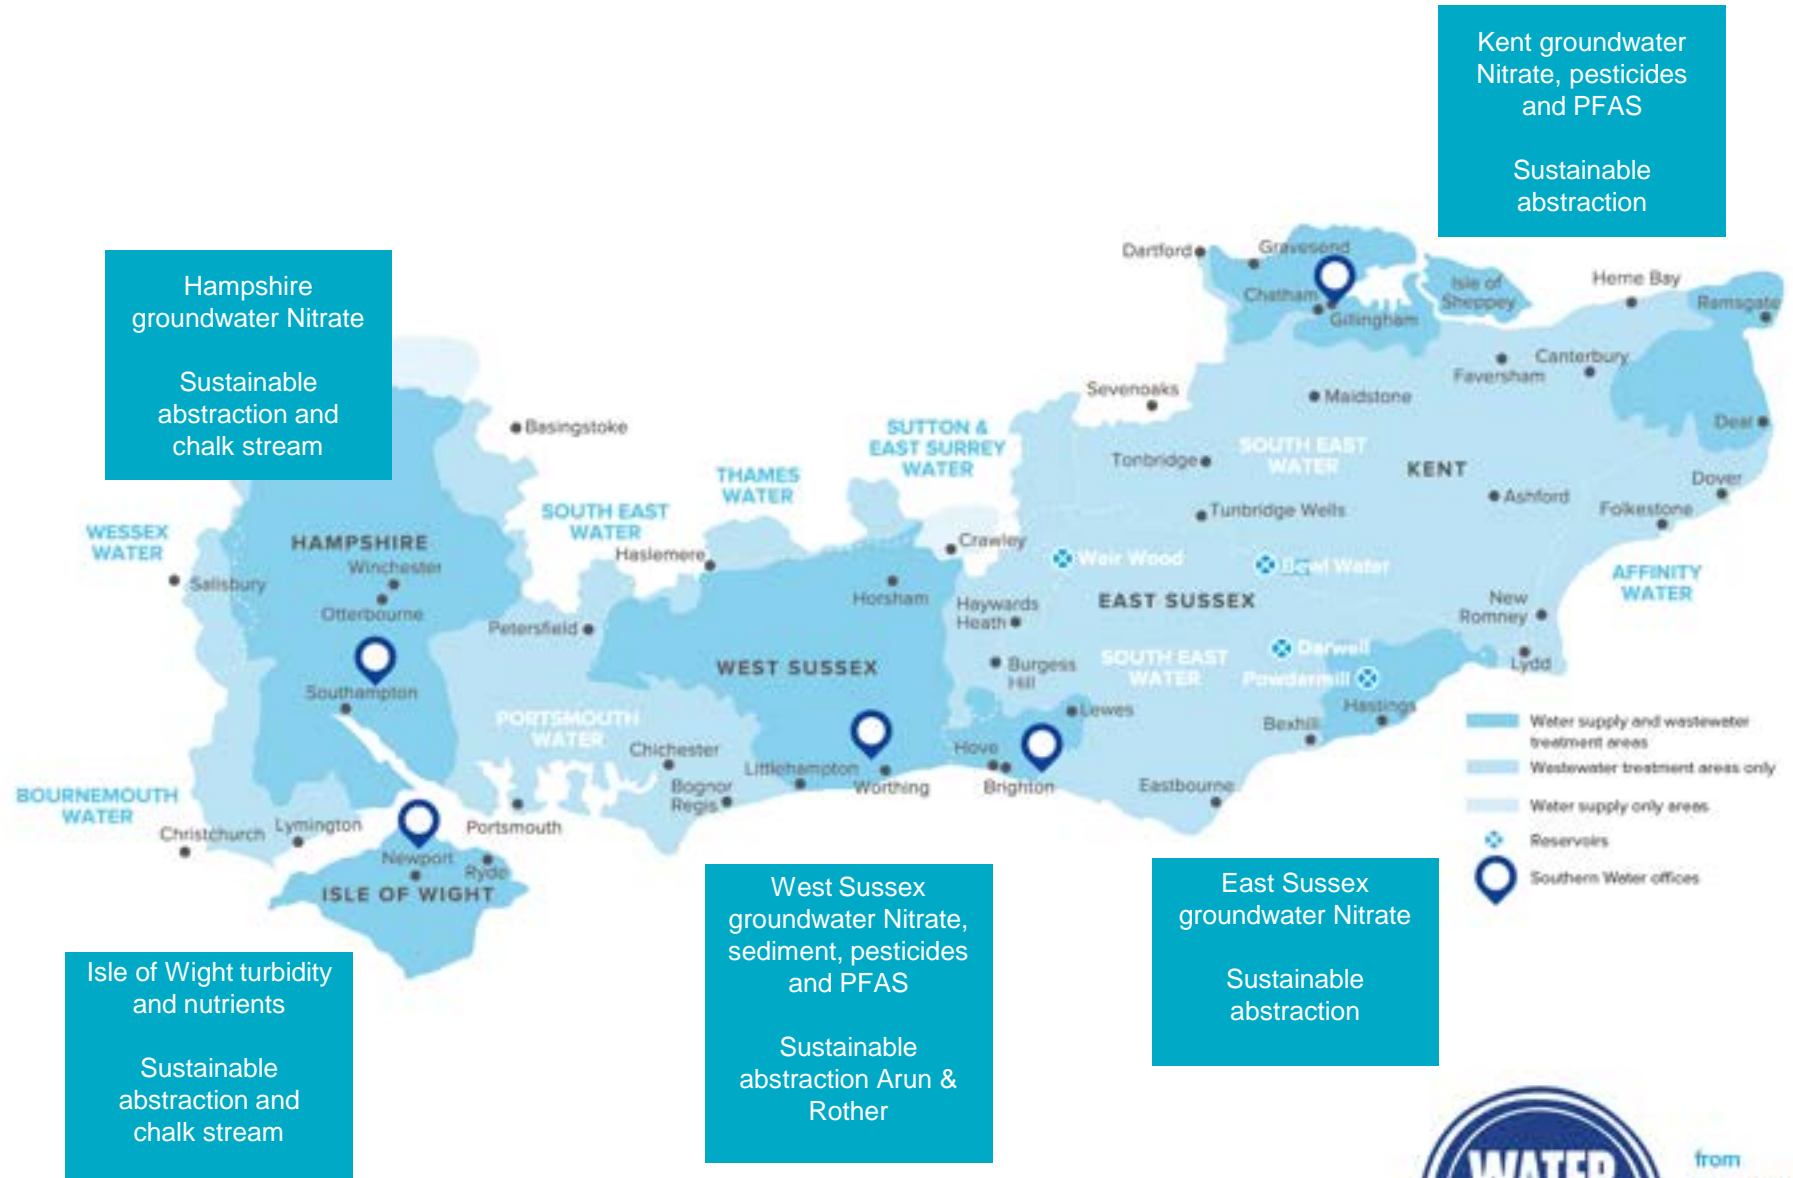 Kent groundwater
Nitrate, pesticides
and PFAS
Sustainable
abstraction
Hampshire
groundwater Nitrate
Sustainable
abstraction and
chalk stream
Dartford
Gravesend
Chatham
Gillingham
Isle of
Sheppey
Herne Bay
Ramsgate
Canterbury
Faversham
Maidstone
Sevenoaks
Deal
Basingstoke
SUTTON &
EAST SURREY
WATER
THAMES
WATER
SOUTH EAST
WATER
Tonbridge
SOUTH EAST
WATER
KENT
Ashford
Dover
Folkestone
Tunbridge Wells
WESSEX
WATER
Salisbury
HAMPSHIRE
Winchester
Otterbourne
Haslemere
Crawley
Weir Wood
Bewl Water
AFFINITY
WATER
Petersfield
Horsham
Haywards
Heath
EAST SUSSEX
New
Romney
Lydd
WEST SUSSEX
Burgess
Hill
SOUTH EAST
WATER
Darwell
Powdermill
Hastings
Bexhill
Southampton
PORTSMOUTH
WATER
Chichester
Lewes
Hove
Brighton
Littlehampton
Worthing
Bognor
Regis
Eastbourne
BOURNEMOUTH
WATER
Christchurch
Lymington
Portsmouth
Newport
Ryde
ISLE OF WIGHT
Water supply and wastewater
treatment areas
Wastewater treatment areas only
Water supply only areas
Reservoirs
Southern Water offices
Isle of Wight turbidity
and nutrients
Sustainable
abstraction and
chalk stream
West Sussex
groundwater Nitrate,
sediment, pesticides
and PFAS
Sustainable
abstraction Arun &
Rother
East Sussex
groundwater Nitrate
Sustainable
abstraction
WATER
from